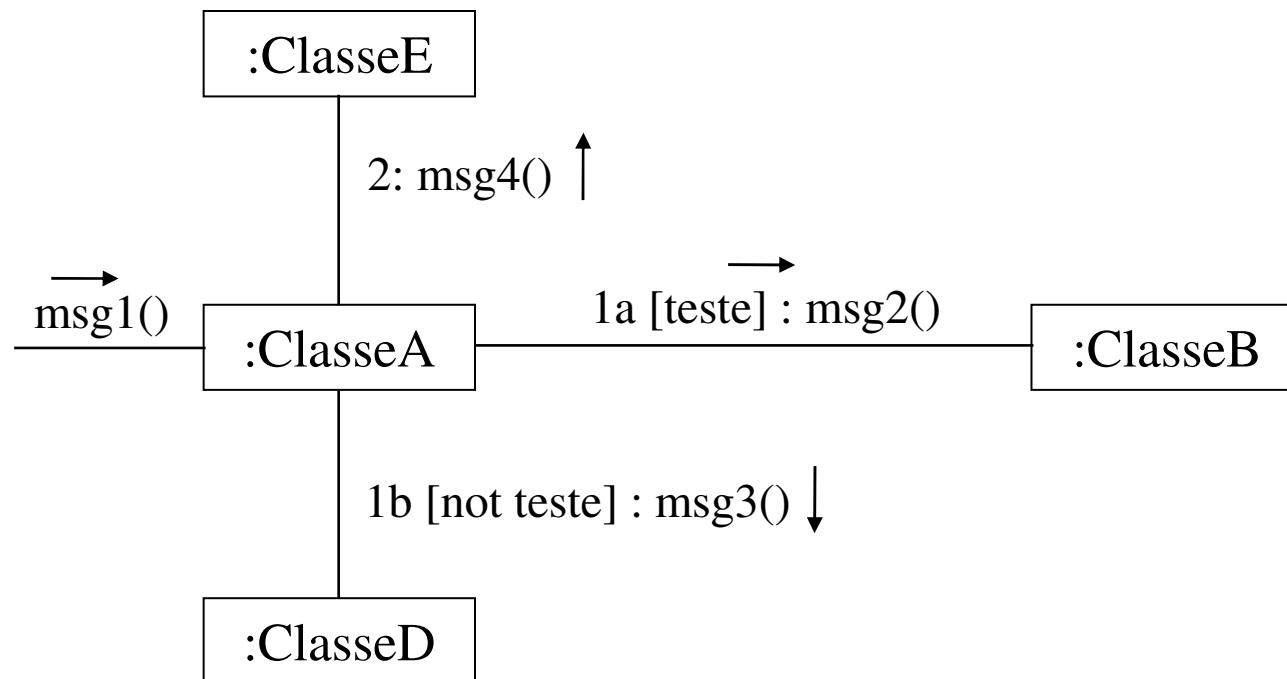 :ClasseE
2: msg4()
msg1()
1a [teste] : msg2()
:ClasseA
:ClasseB
1b [not teste] : msg3()
:ClasseD